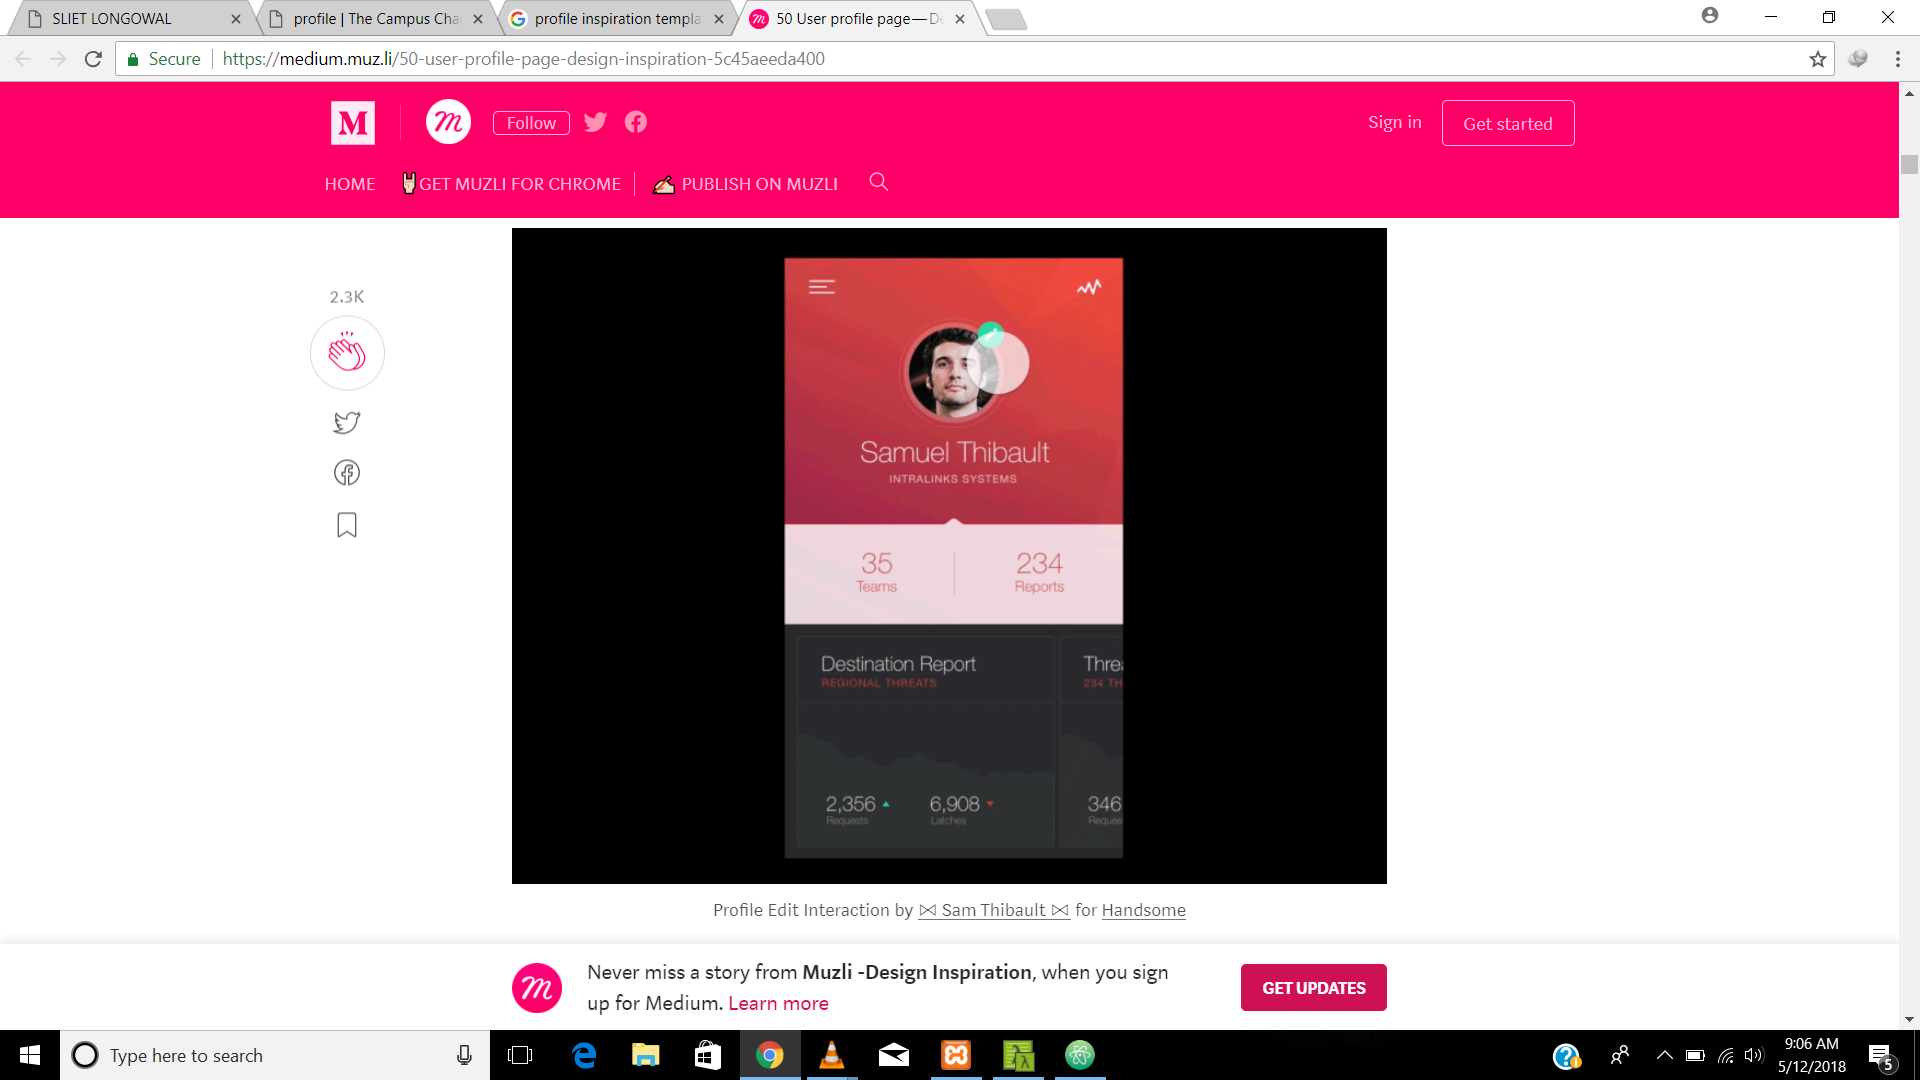 SLIET LONGOWAL
profile | The Campus Cha
profile inspiration templa
50 User profile page — De
Secure
https://medium.muz.li/50-user-profile-page-design-inspiration-5c45aeeda400
M
m
Follow
Sign in
Get started
HOME
GET MUZLI FOR CHROME
PUBLISH ON MUZLI
2.3K
Samuel Thibault
INTRALINKS SYSTEMS
35
Teams
234
Reports
Destination Report
REGIONAL THREATS
Threa
234 TH
2,356
Requests
6,908
Latches
346
Reques
Profile Edit Interaction by ⋈ Sam Thibault ⋈ for Handsome
m
Never miss a story from Muzli -Design Inspiration, when you sign
up for Medium. Learn more
GET UPDATES
Type here to search
9:06 AM
5/12/2018
5